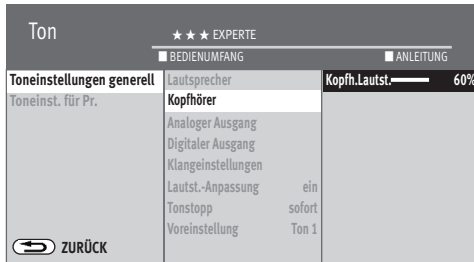 Ton
★ ★ ★ EXPERTE
BEDIENUMFANG
ANLEITUNG
Toneinstellungen generell
Toneinst. für Pr.
Lautsprecher
Kopfhörer
Analoger Ausgang
Digitaler Ausgang
Klangeinstellungen
Lautst.-Anpassung ein
Tonstopp sofort
Voreinstellung Ton 1
Kopfh.Lautst. 60%
ZURÜCK